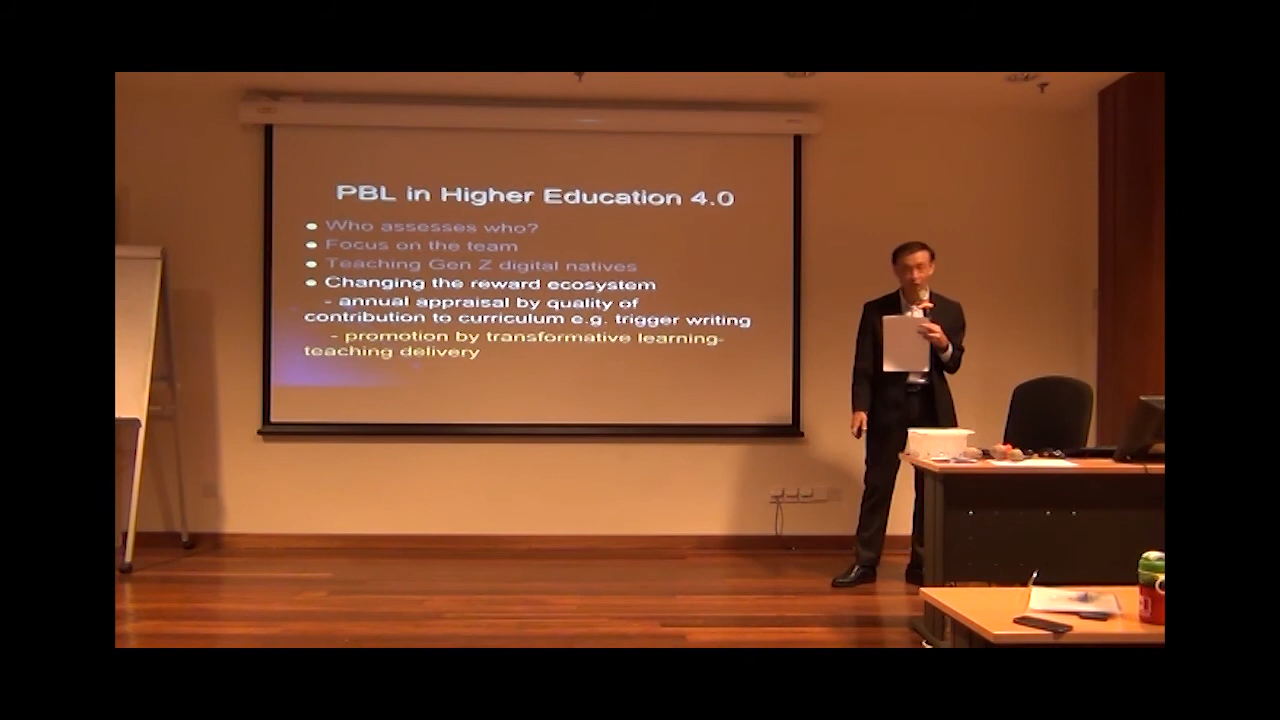 PBL in Higher Education 4.0
● Who assesses who?
● Focus on the team
● Teaching Gen Z digital natives
● Changing the reward ecosystem
- annual appraisal by quality of
contribution to curriculum e.g. trigger writing
- promotion by transformative learning-
teaching delivery